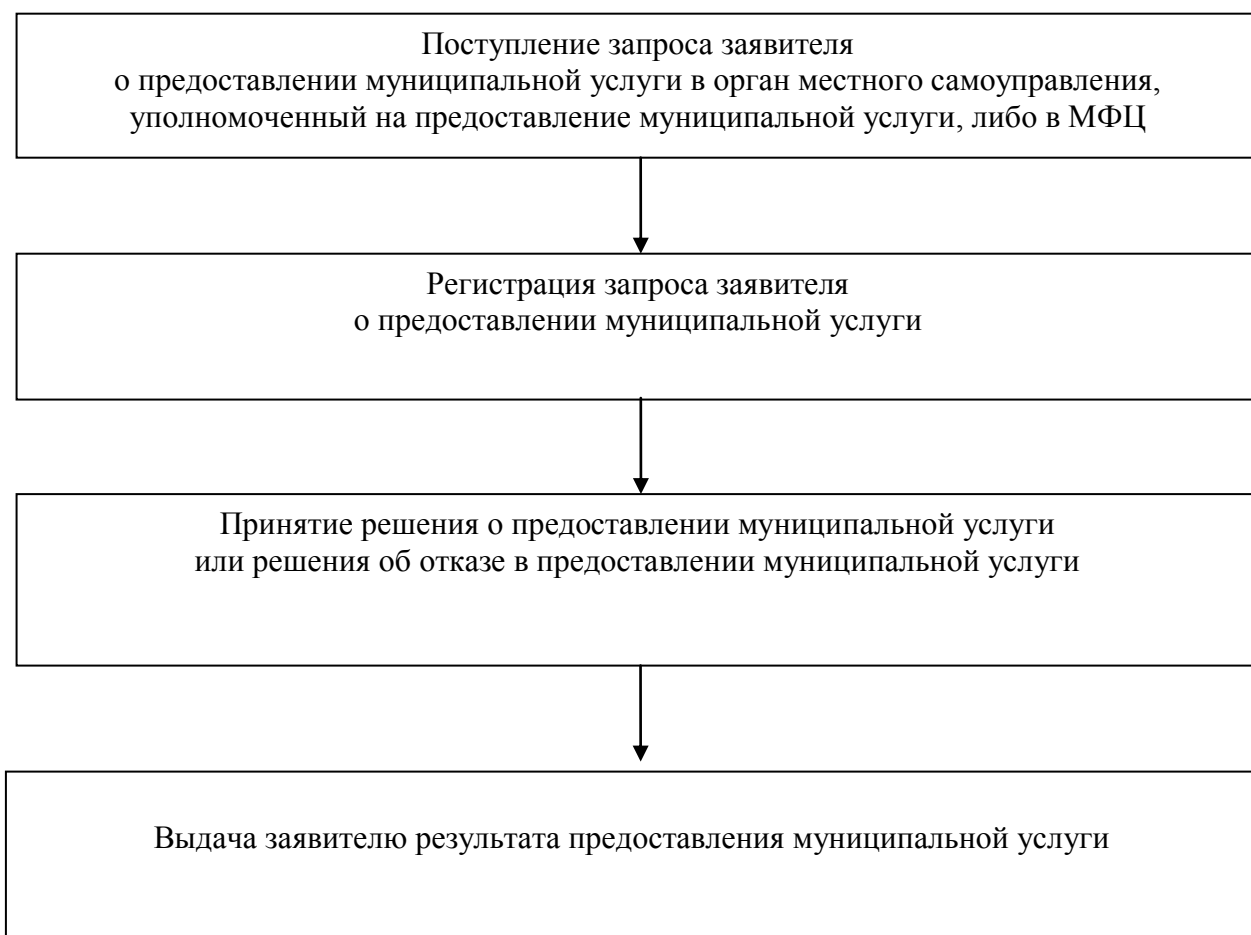 Поступление запроса заявителя
о предоставлении муниципальной услуги в орган местного самоуправления,
уполномоченный на предоставление муниципальной услуги, либо в МФЦ
Регистрация запроса заявителя
о предоставлении муниципальной услуги
Принятие решения о предоставлении муниципальной услуги
или решения об отказе в предоставлении муниципальной услуги
Выдача заявителю результата предоставления муниципальной услуги